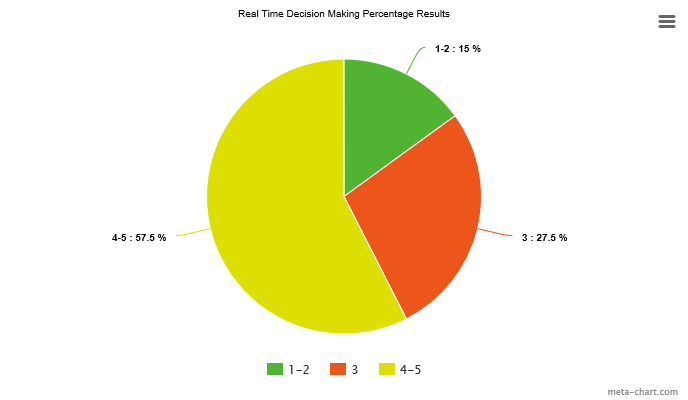 Real Time Decision Making Percentage Results
1-2 : 15 %
4-5 : 57.5 %
3 : 27.5 %
1-2
3
4-5
meta-chart.com